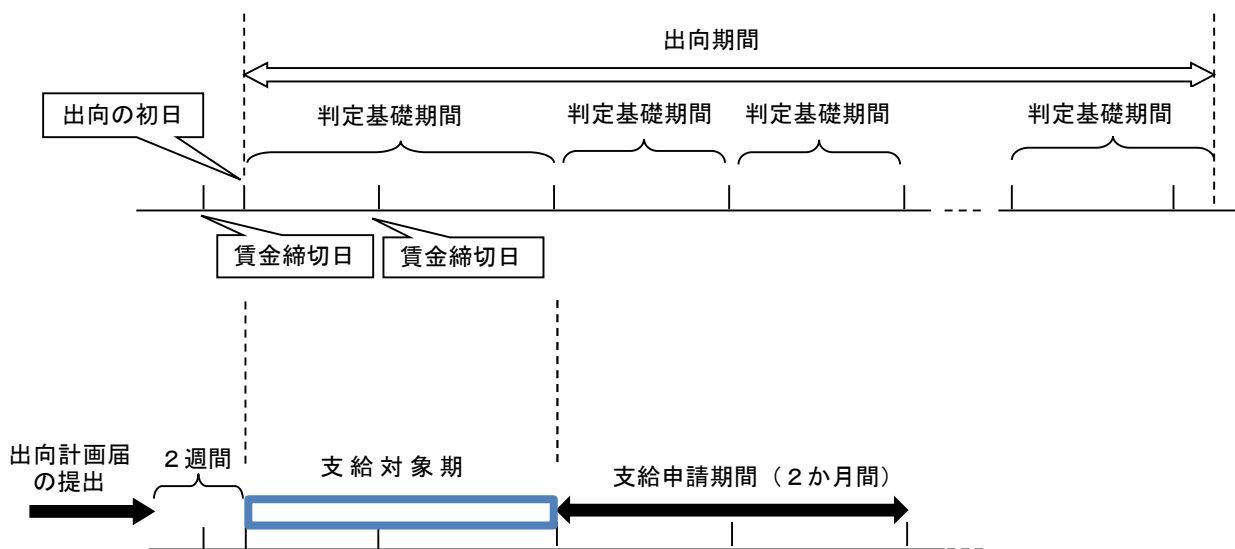 出向期間
出向の初日
判定基礎期間
判定基礎期間
判定基礎期間
判定基礎期間
賃金締切日
賃金締切日
出向計画届
の提出
２週間
支給対象期
支給申請期間（２か月間）